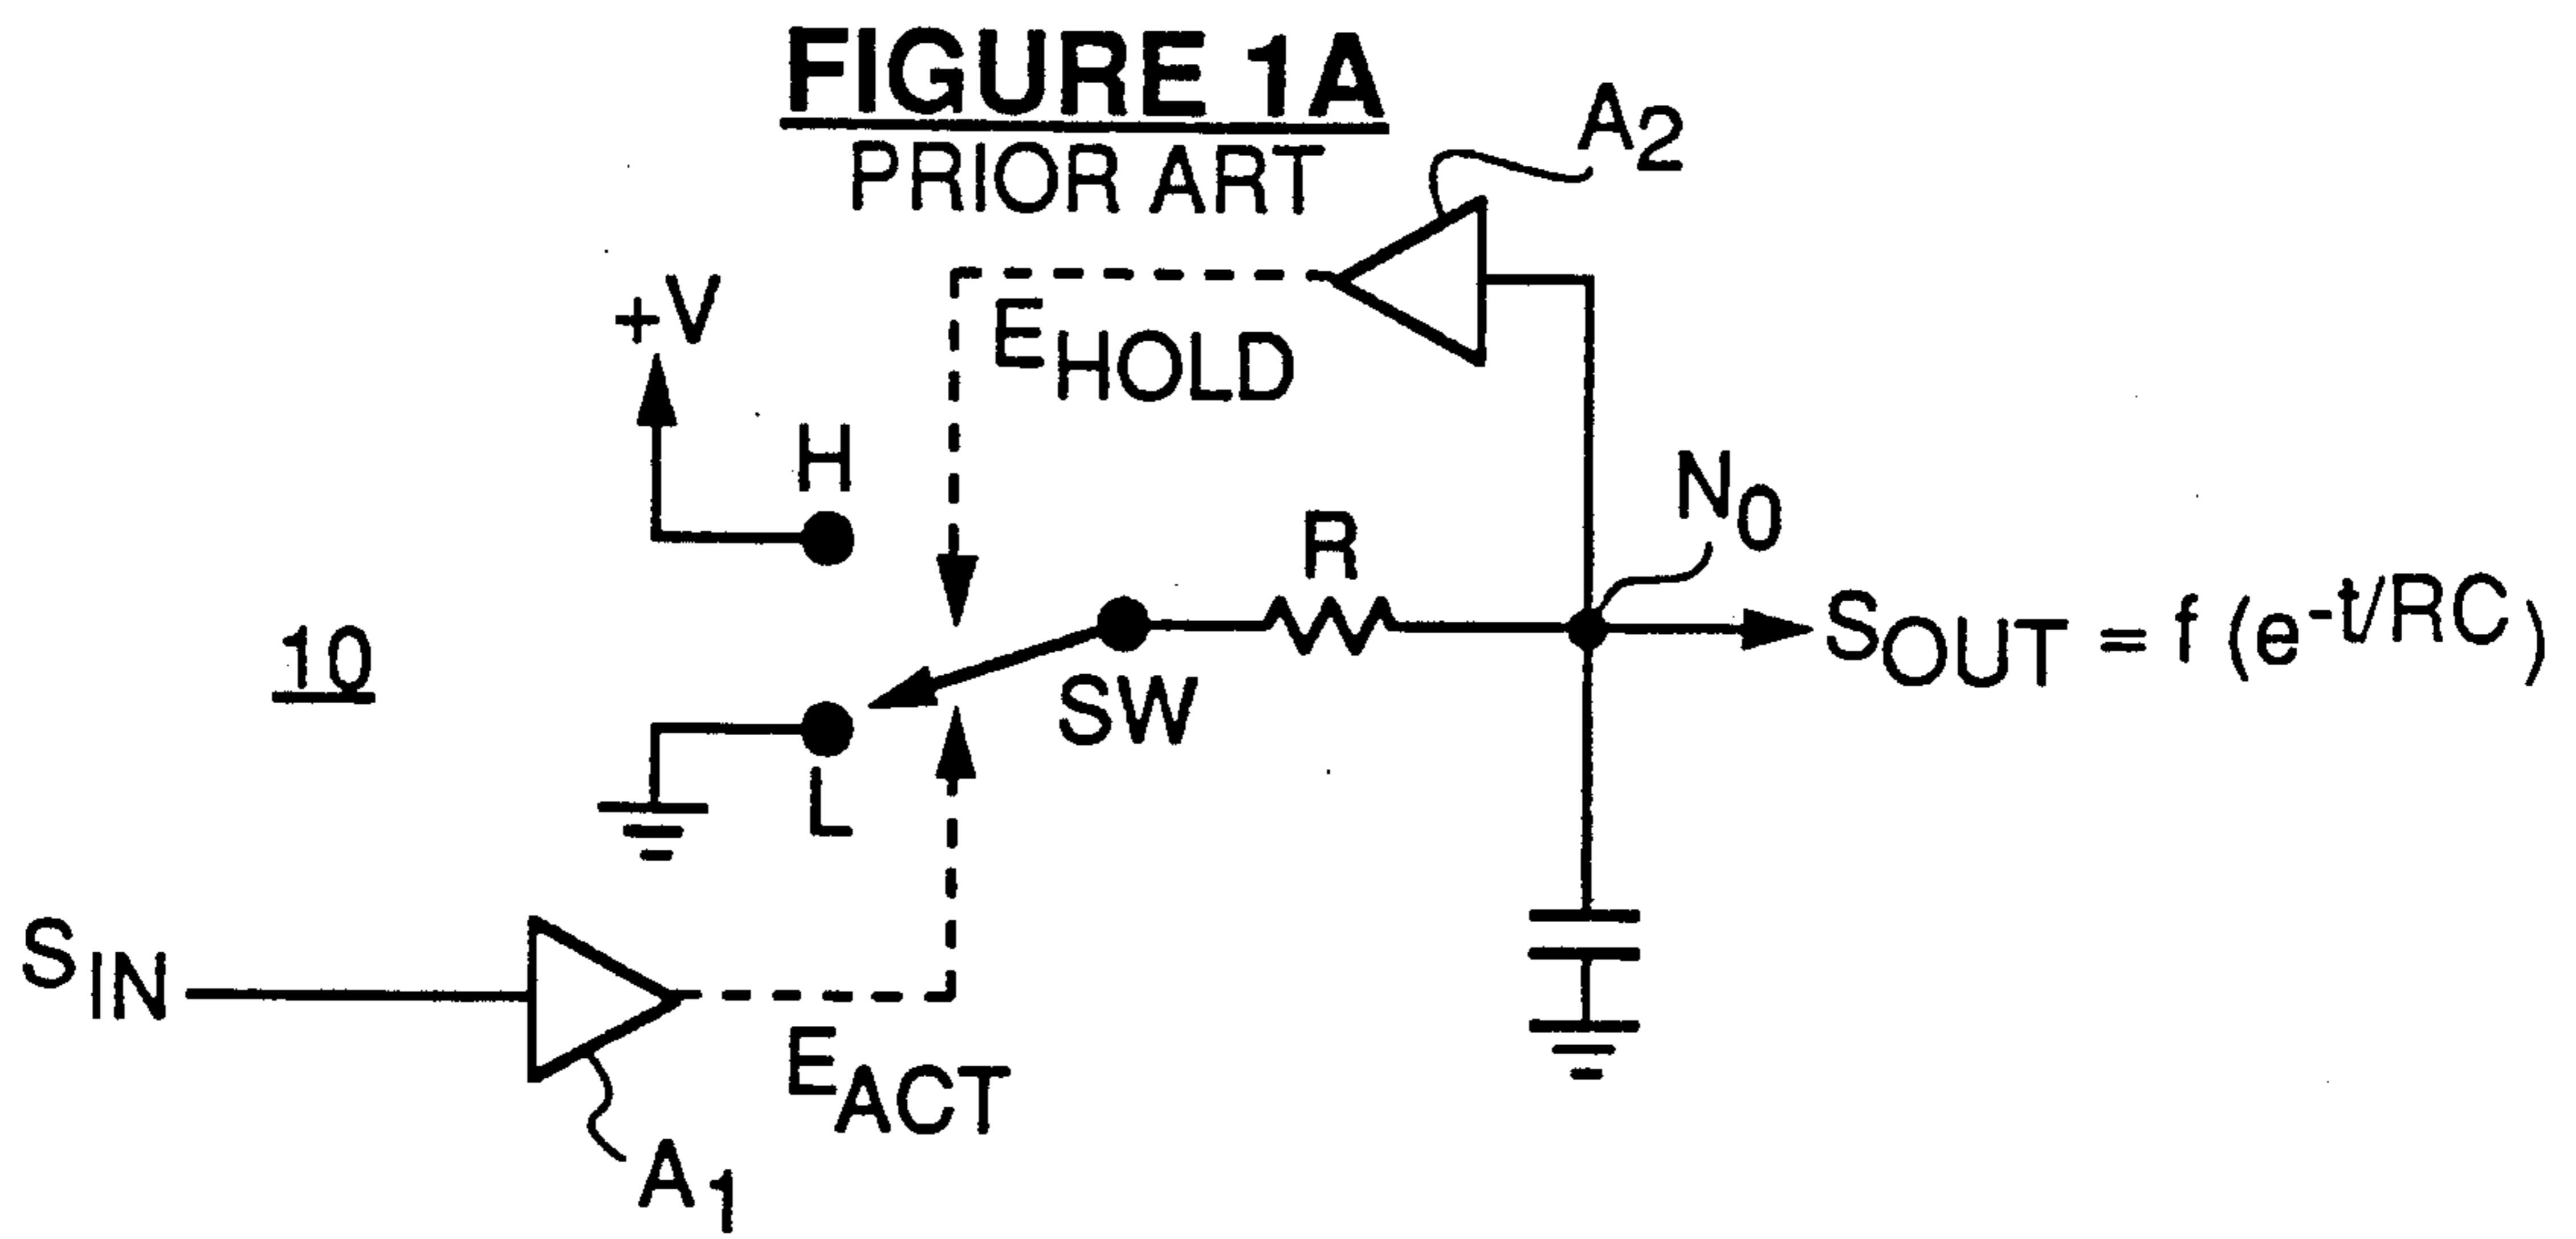 FIGURE 1A
PRIOR ART
A2
+V
EHOLD
H
N0
R
10
SW
SOUT = f (e-t/RC)
L
SIN
EACT
A1